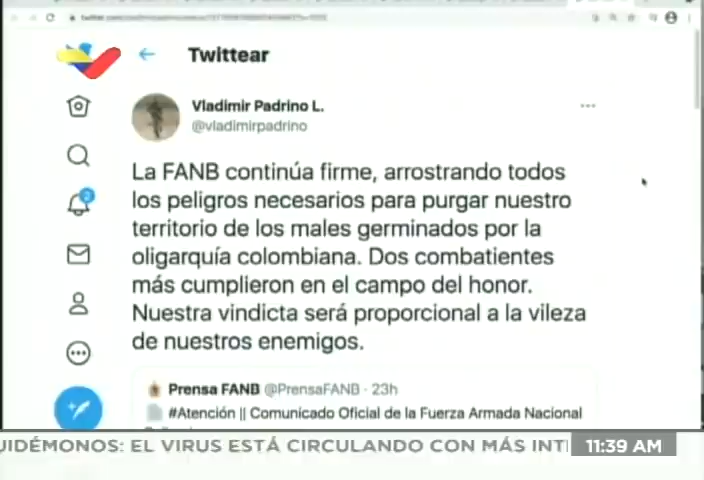 Twittear
Vladimir Padrino L.
@vladimirpadrino
La FANB continúa firme, arrostrando todos
los peligros necesarios para purgar nuestro
territorio de los males germinados por la
oligarquía colombiana. Dos combatientes
más cumplieron en el campo del honor.
Nuestra vindicta será proporcional a la vileza
de nuestros enemigos.
Prensa FANB @PrensaFANB · 23h
#Atención || Comunicado Oficial de la Fuerza Armada Nacional
UIDÉMONOS: EL VIRUS ESTÁ CIRCULANDO CON MÁS INT
11:39 AM